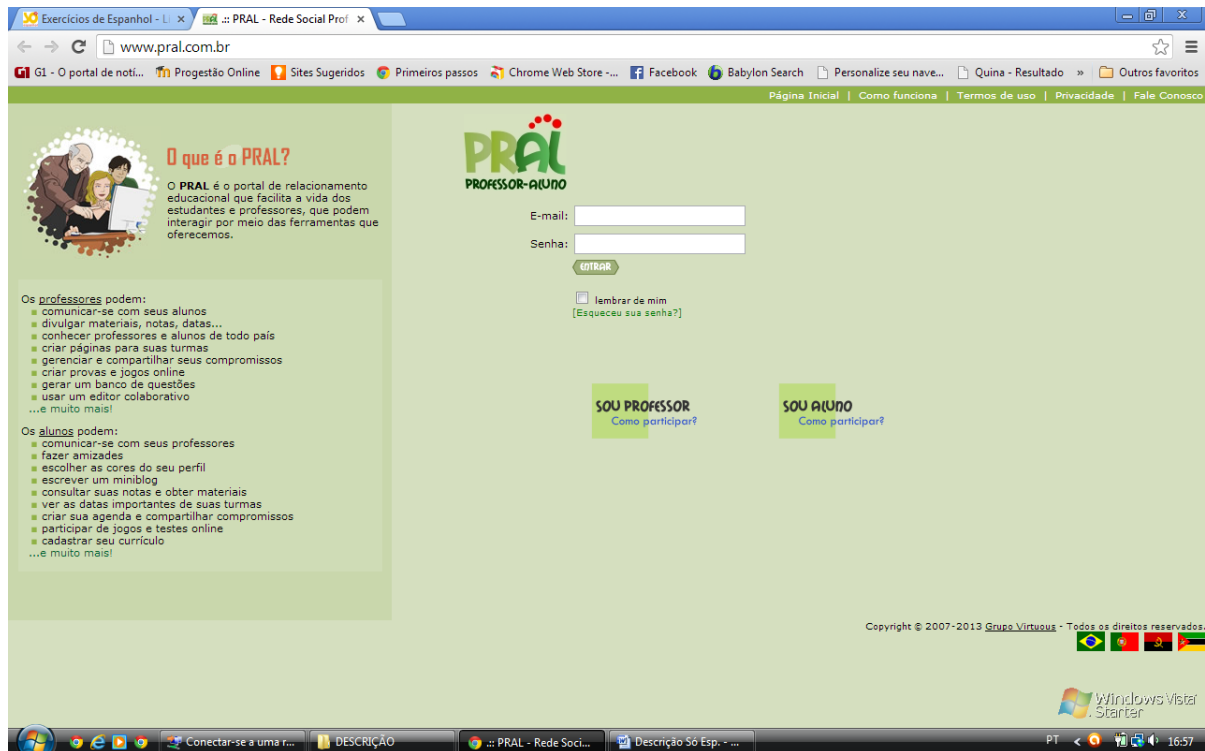 Exercícios de Espanhol - Li
.:: PRAL - Rede Social Prof
www.pral.com.br
G1 - O portal de notí... Progestão Online Sites Sugeridos Primeiros passos Chrome Web Store -... Facebook Babylon Search Personalize seu nave... Quina - Resultado » Outros favoritos
Página Inicial | Como funciona | Termos de uso | Privacidade | Fale Conosco
O que é o PRAL?
O PRAL é o portal de relacionamento
educacional que facilita a vida dos
estudantes e professores, que podem
interagir por meio das ferramentas que
oferecemos.
Os professores podem:
comunicar-se com seus alunos
divulgar materiais, notas, datas...
conhecer professores e alunos de todo país
criar páginas para suas turmas
gerenciar e compartilhar seus compromissos
criar provas e jogos online
gerar um banco de questões
usar um editor colaborativo
...e muito mais!
Os alunos podem:
comunicar-se com seus professores
fazer amizades
escolher as cores do seu perfil
escrever um miniblog
consultar suas notas e obter materiais
ver as datas importantes de suas turmas
criar sua agenda e compartilhar compromissos
participar de jogos e testes online
cadastrar seu currículo
...e muito mais!
PRAL
PROFESSOR-ALUNO
E-mail:
Senha:
ENTRAR
lembrar de mim
[Esqueceu sua senha?]
SOU PROFESSOR
Como participar?
SOU ALUNO
Como participar?
Copyright © 2007-2013 Grupo Virtuous - Todos os direitos reservados.
Windows Vista
Starter
Conectar-se a uma r... DESCRIÇÃO .:: PRAL - Rede Soci... Descrição Só Esp. - ... PT 16:57